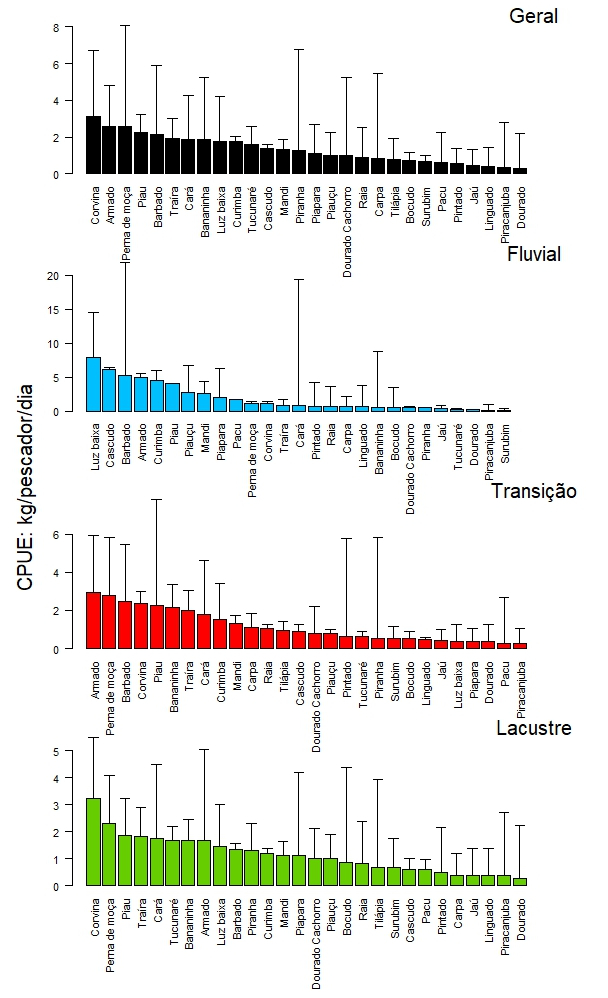 Geral
8
6
4
2
0
Corvina
Armado
Perna de moça
Piau
Barbado
Traíra
Cará
Bananinha
Luz baixa
Curimba
Tucunaré
Cascudo
Mandi
Piranha
Piapara
Piauçu
Dourado Cachorro
Raia
Carpa
Tilápia
Bocudo
Surubim
Pacu
Pintado
Jaú
Linguado
Piracanjuba
Dourado
CPUE: kg/pescador/dia
Fluvial
20
15
10
5
0
Luz baixa
Cascudo
Barbado
Armado
Curimba
Piau
Piauçu
Mandi
Piapara
Pacu
Perna de moça
Corvina
Traíra
Cará
Pintado
Raia
Carpa
Linguado
Bananinha
Bocudo
Dourado Cachorro
Piranha
Jaú
Tucunaré
Dourado
Piracanjuba
Surubim
Transição
6
4
2
0
Armado
Perna de moça
Barbado
Corvina
Piau
Bananinha
Traíra
Cará
Curimba
Mandi
Carpa
Raia
Tilápia
Cascudo
Dourado Cachorro
Piauçu
Pintado
Tucunaré
Piranha
Surubim
Bocudo
Linguado
Jaú
Luz baixa
Piapara
Dourado
Pacu
Piracanjuba
Lacustre
5
4
3
2
1
0
Corvina
Perna de moça
Piau
Traíra
Cará
Tucunaré
Bananinha
Armado
Luz baixa
Barbado
Piranha
Curimba
Mandi
Piapara
Dourado Cachorro
Piauçu
Bocudo
Raia
Tilápia
Surubim
Cascudo
Pacu
Pintado
Carpa
Jaú
Linguado
Piracanjuba
Dourado